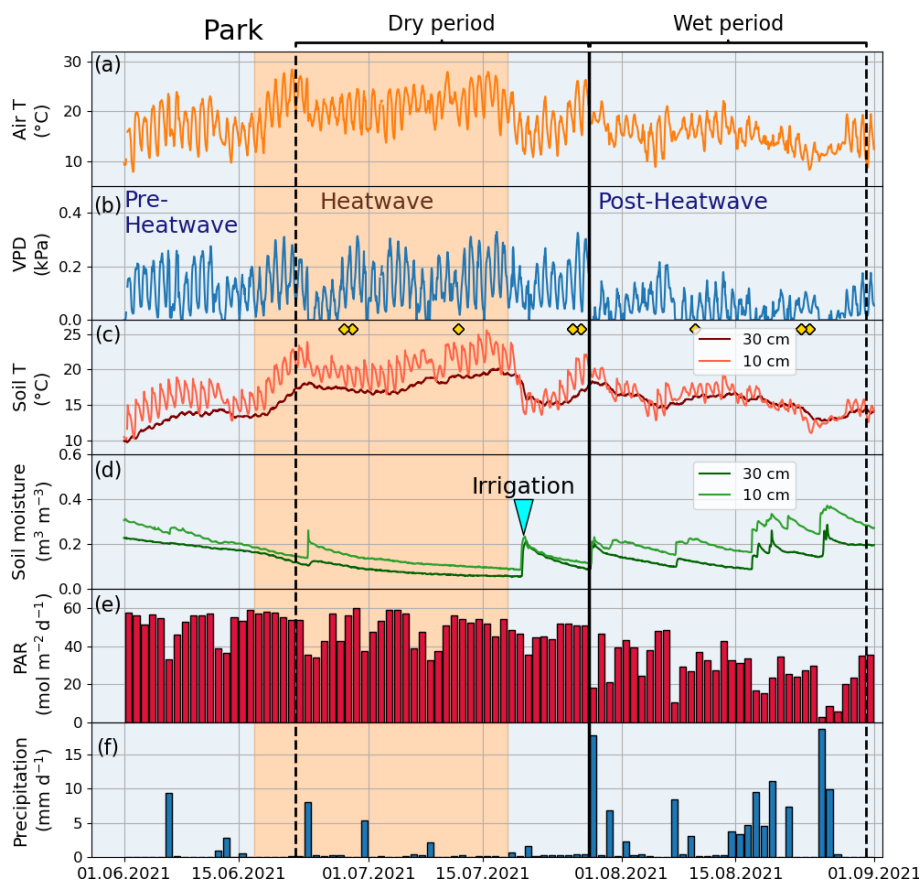 Park
Dry period
Wet period
(a)
30
20
10
Air T
(°C)
(b)
Pre-
Heatwave
Heatwave
Post-Heatwave
0.4
0.2
0.0
VPD
(kPa)
(c)
25
20
15
10
Soil T
(°C)
30 cm
10 cm
(d)
0.6
0.4
0.2
0.0
Soil moisture
(m³ m⁻³)
Irrigation
30 cm
10 cm
(e)
60
40
20
0
PAR
(mol m⁻² d⁻¹)
(f)
15
10
5
0
Precipitation
(mm d⁻¹)
01.06.2021
15.06.2021
01.07.2021
15.07.2021
01.08.2021
15.08.2021
01.09.2021